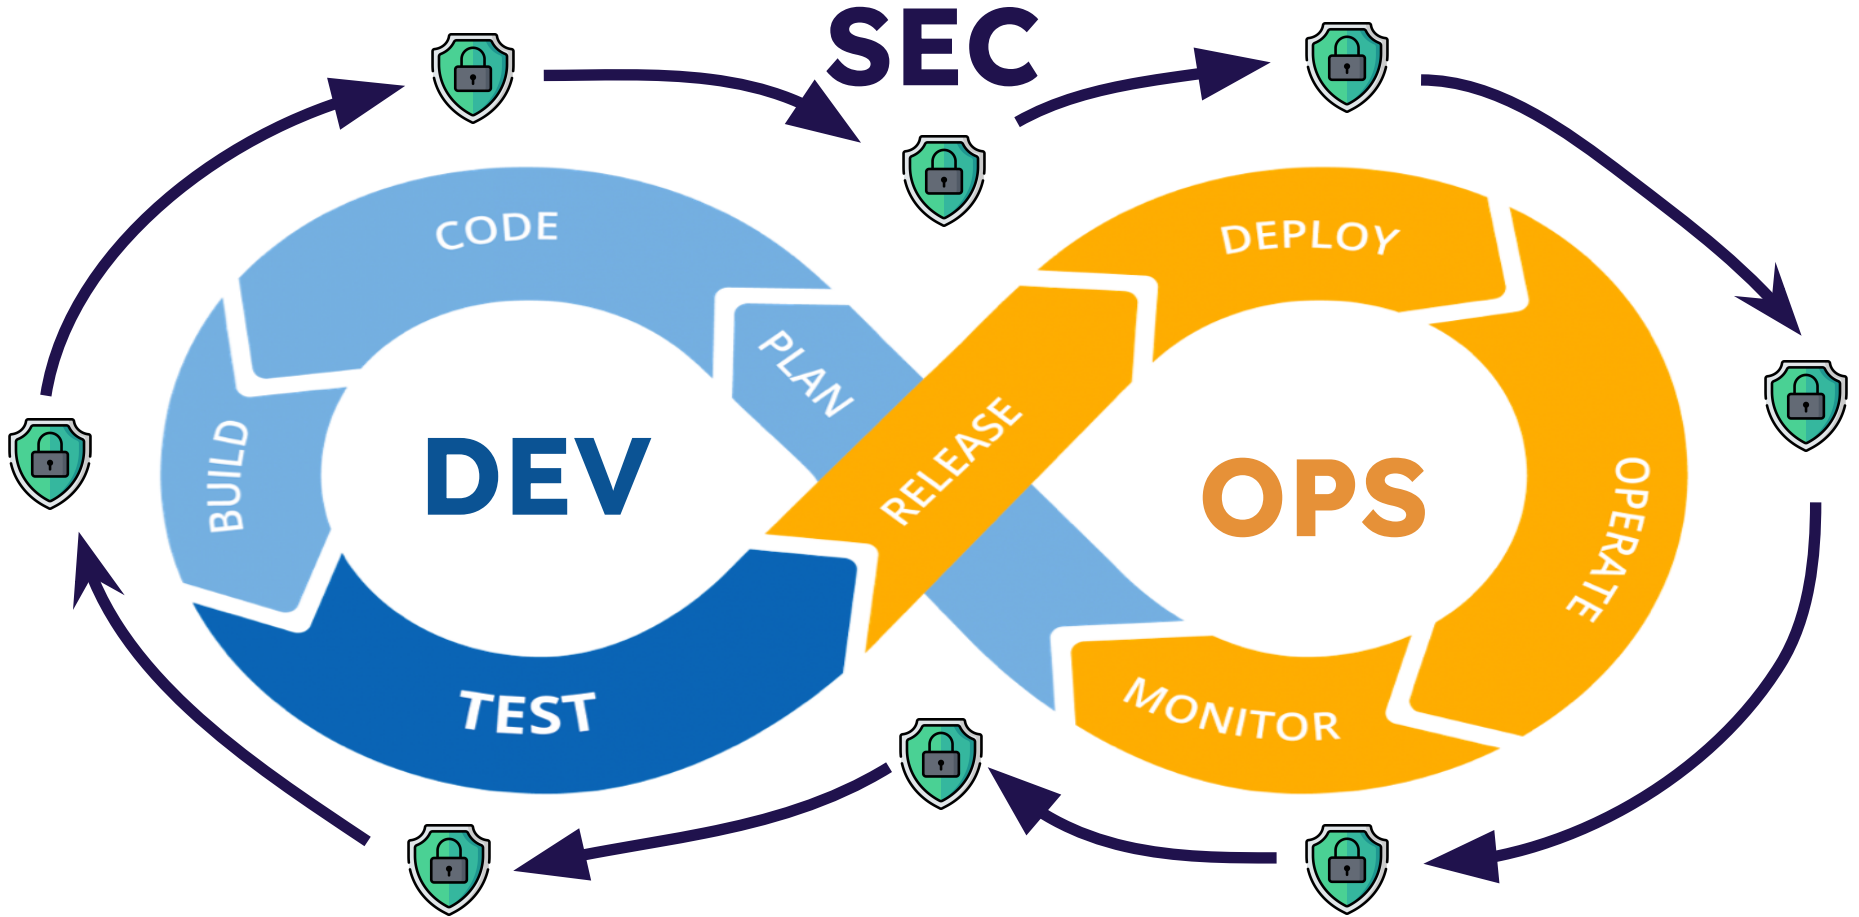 SEC
CODE
DEPLOY
PLAN
BUILD
DEV
RELEASE
OPS
OPERATE
TEST
MONITOR